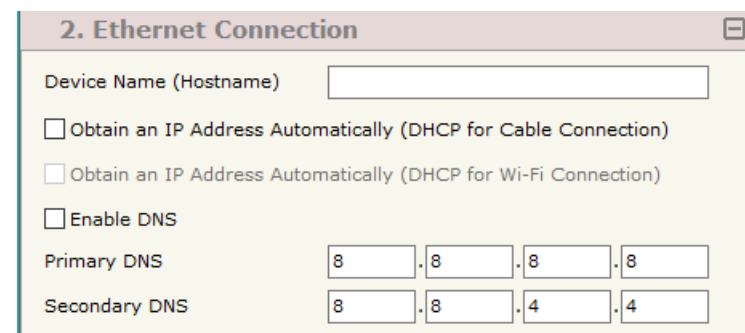 2. Ethernet Connection
Device Name (Hostname)
Obtain an IP Address Automatically (DHCP for Cable Connection)
Obtain an IP Address Automatically (DHCP for Wi-Fi Connection)
Enable DNS
Primary DNS 8 . 8 . 8 . 8
Secondary DNS 8 . 8 . 4 . 4